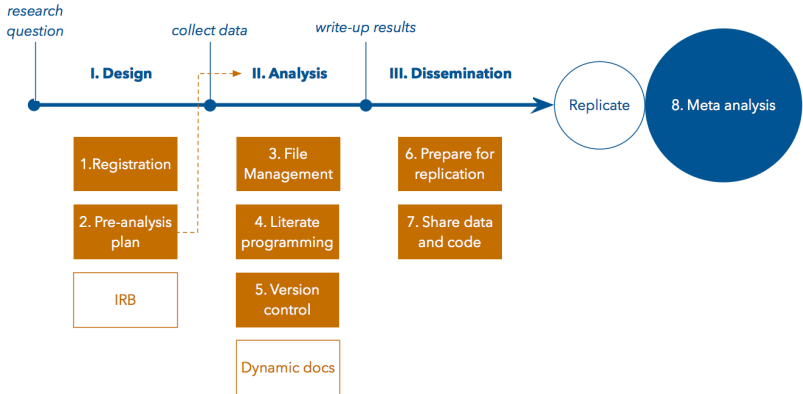 research
question
collect data
write-up results
I. Design
II. Analysis
III. Dissemination
Replicate
8. Meta analysis
1.Registration
2. Pre-analysis
plan
IRB
3. File
Management
4. Literate
programming
5. Version
control
Dynamic docs
6. Prepare for
replication
7. Share data
and code